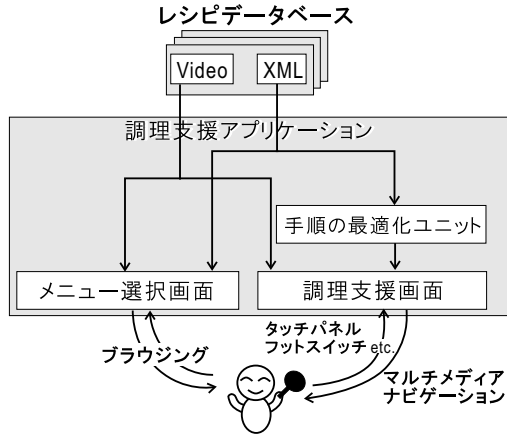 レシピデータベース
Video
XML
調理支援アプリケーション
手順の最適化ユニット
メニュー選択画面
調理支援画面
ブラウジング
タッチパネル
フットスイッチ etc.
マルチメディア
ナビゲーション